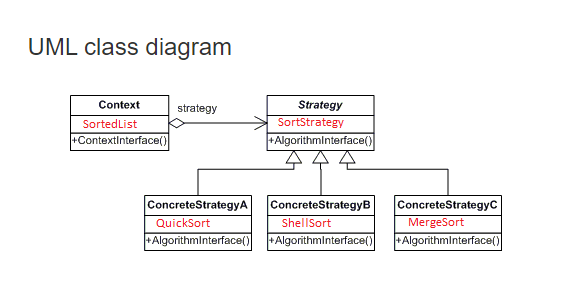 UML class diagram
Context
strategy
Strategy
SortedList
SortStrategy
+ContextInterface()
+AlgorithmInterface()
ConcreteStrategyA
ConcreteStrategyB
ConcreteStrategyC
QuickSort
ShellSort
MergeSort
+AlgorithmInterface()
+AlgorithmInterface()
+AlgorithmInterface()